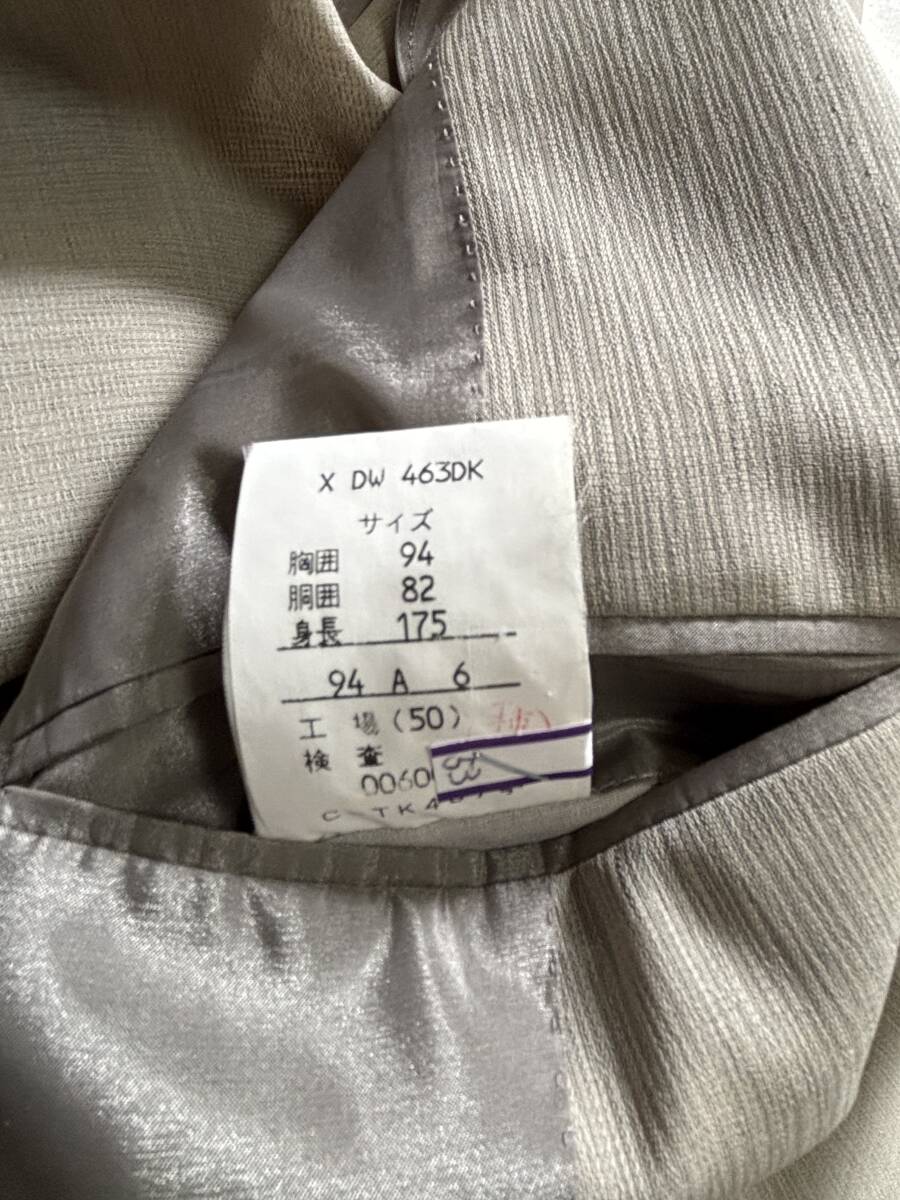 X DW 463DK
サイズ
胸囲 94
胴囲 82
身長 175
94 A 6
工 場(50)
検 査
0060